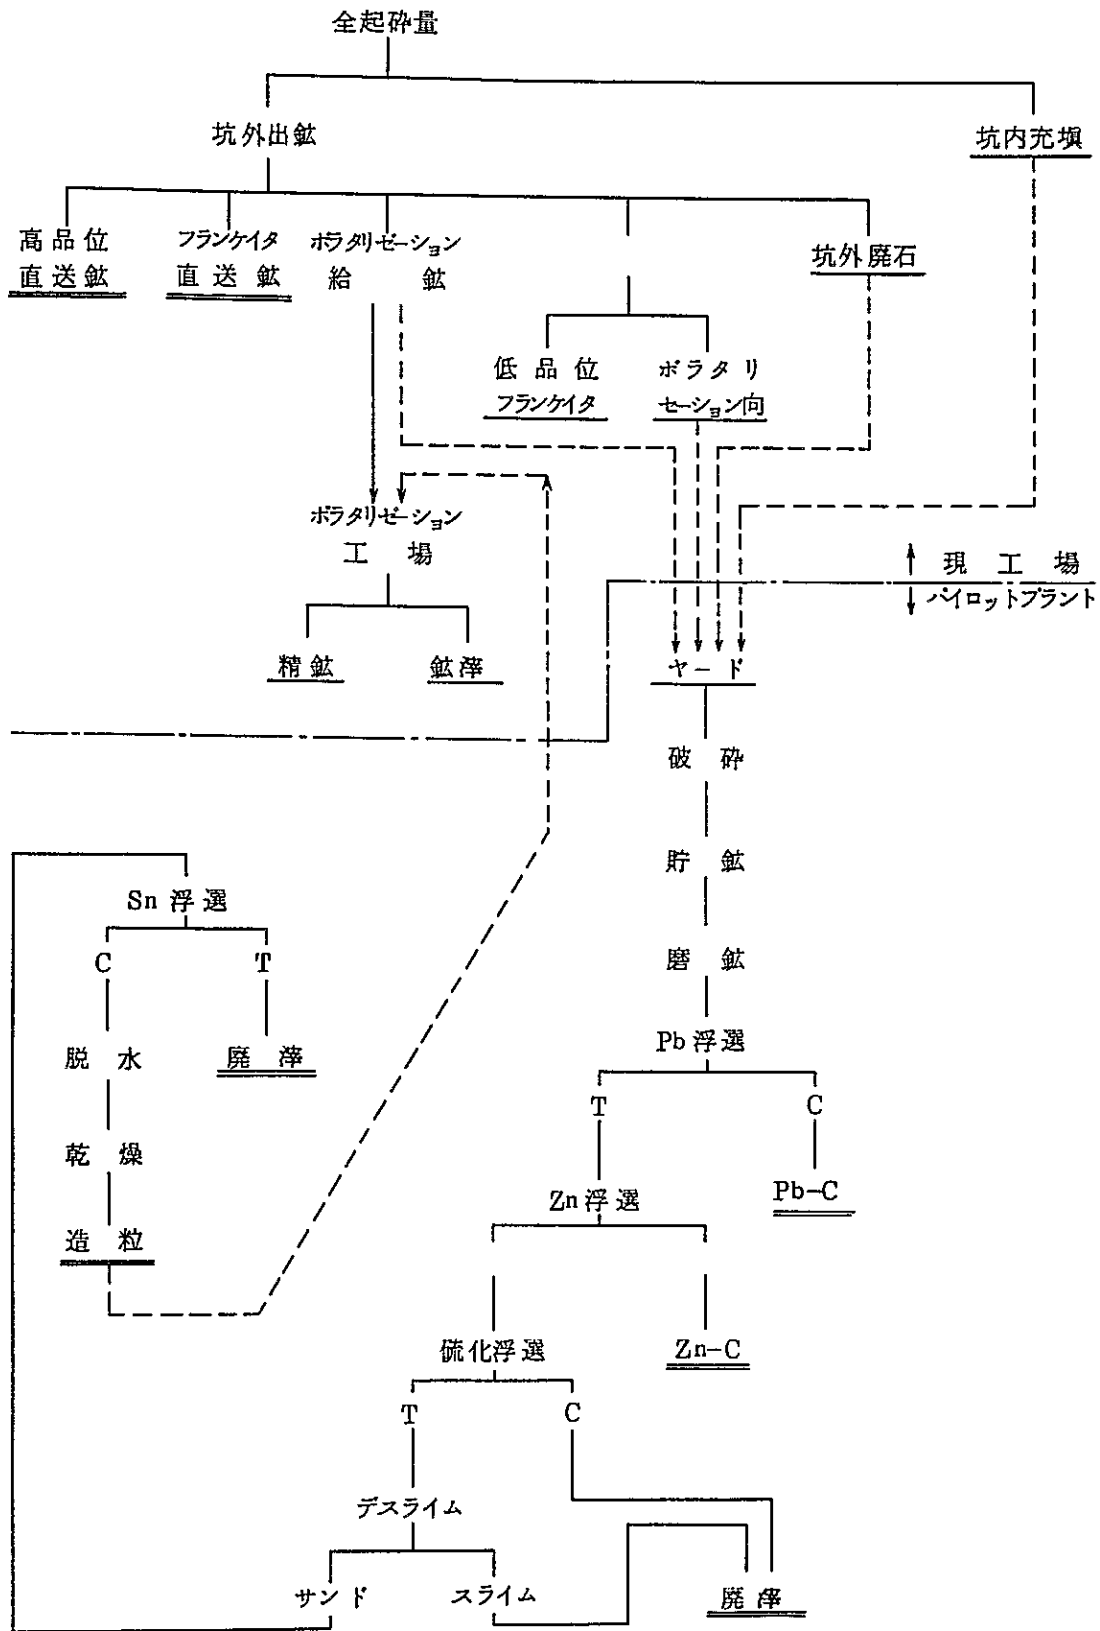 全起砕量
坑外出鉱
坑内充塡
高品位
直送鉱
フランケイタ
直送鉱
ボラタリゼーション
給鉱
坑外廃石
低品位
フランケイタ
ボラタリ
セーション向
ボラタリゼーション
工場
現工場
パイロットプラント
精鉱
鉱滓
ヤード
破砕
貯鉱
磨鉱
Sn浮選
C
T
脱水
廃滓
乾燥
造粒
Pb浮選
T
C
Zn浮選
Pb-C
硫化浮選
Zn-C
T
C
デスライム
サンド
スライム
廃滓